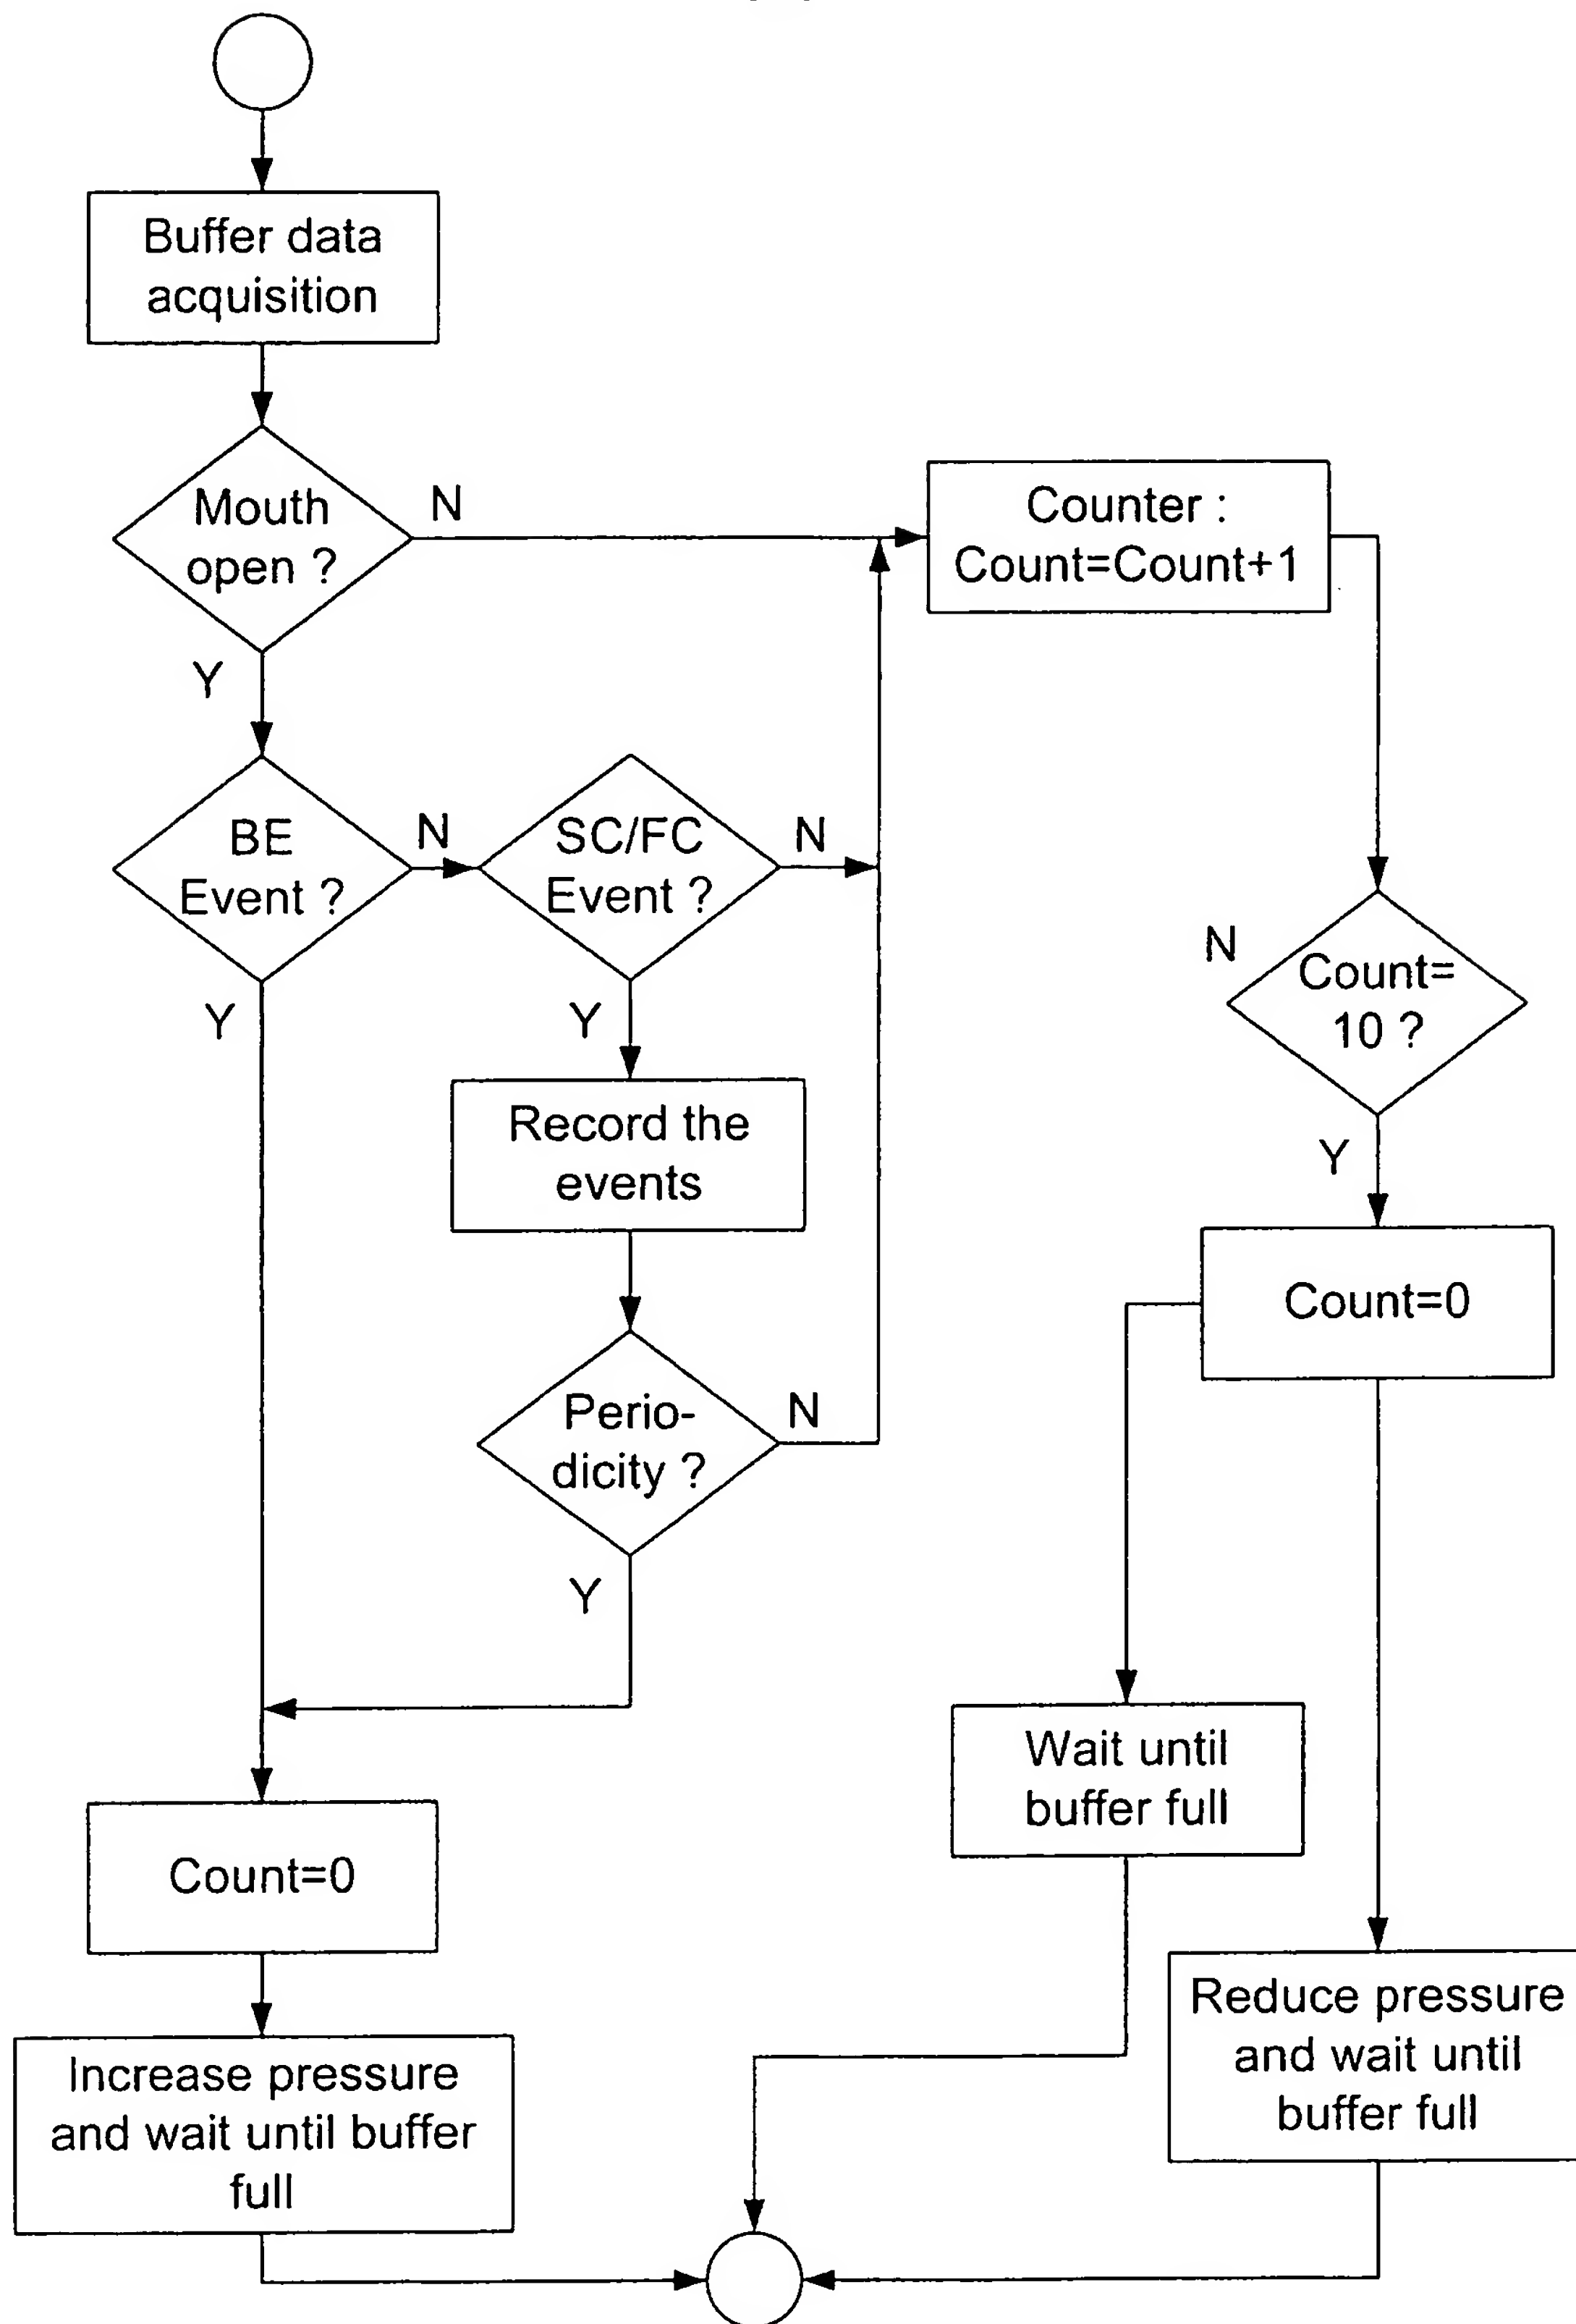 Buffer data
acquisition
Mouth
open ?
N
Y
Counter :
Count=Count+1
BE
Event ?
N
Y
SC/FC
Event ?
N
Y
Record the
events
Perio-
dicity ?
N
Y
N
Count=
10 ?
Y
Count=0
Wait until
buffer full
Count=0
Reduce pressure
and wait until
buffer full
Increase pressure
and wait until buffer
full